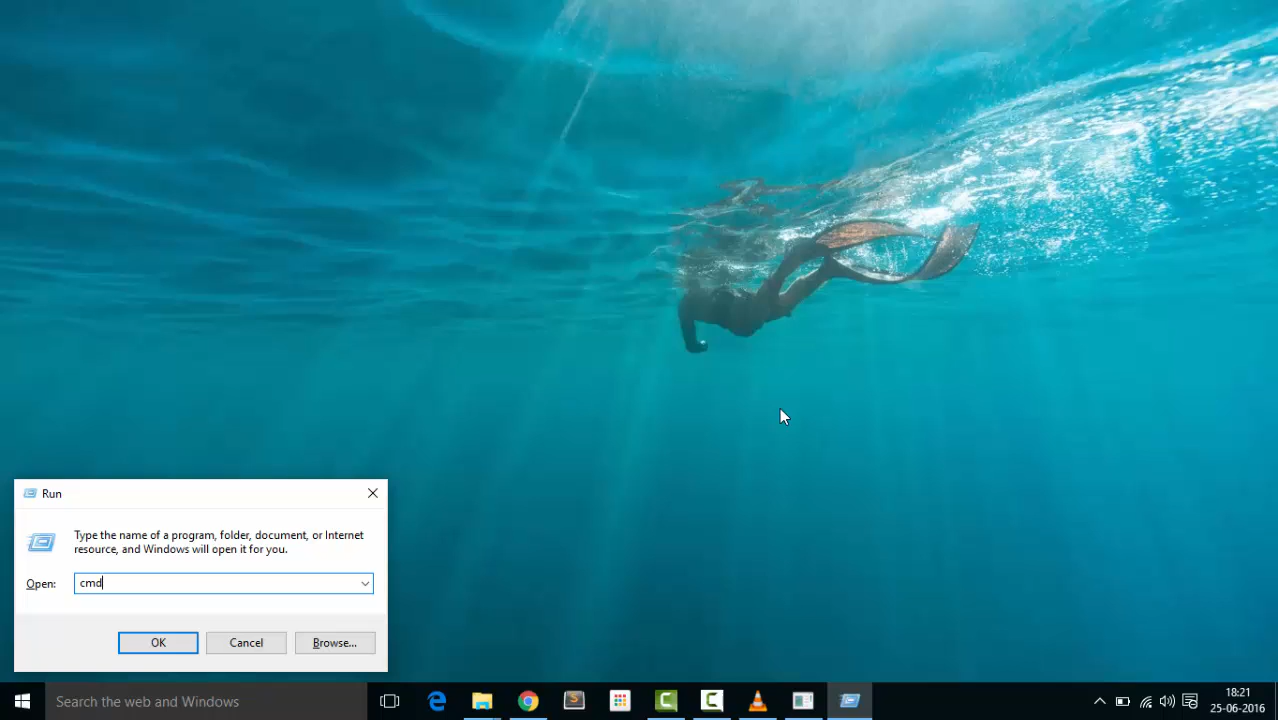 Run
Type the name of a program, folder, document, or Internet
resource, and Windows will open it for you.
Open: cmd
OK Cancel Browse...
Search the web and Windows
18:21
25-06-2016